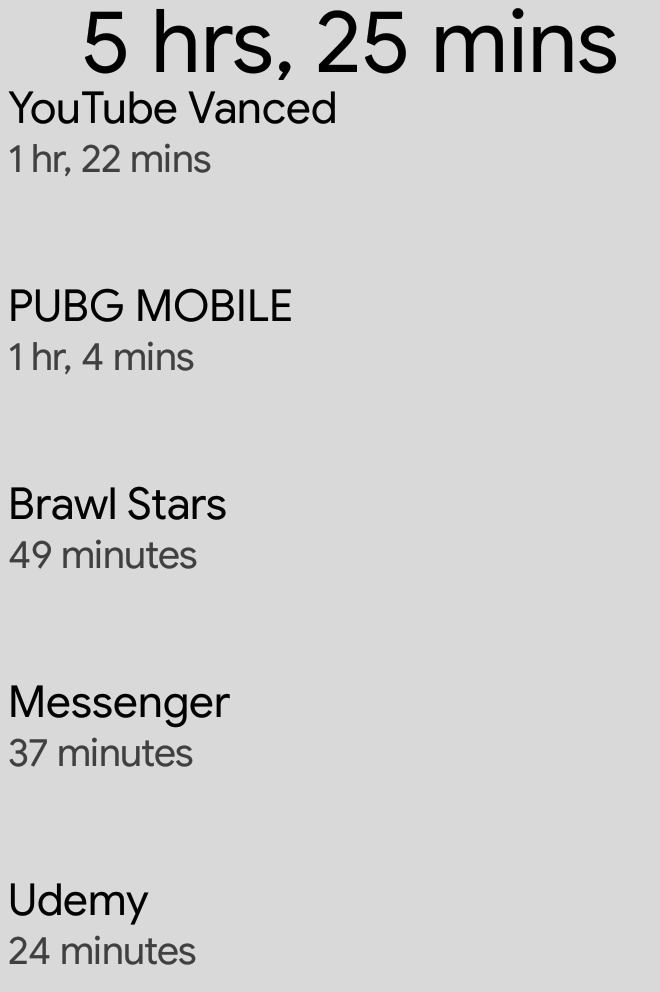 5 hrs, 25 mins
YouTube Vanced
1 hr, 22 mins
PUBG MOBILE
1 hr, 4 mins
Brawl Stars
49 minutes
Messenger
37 minutes
Udemy
24 minutes